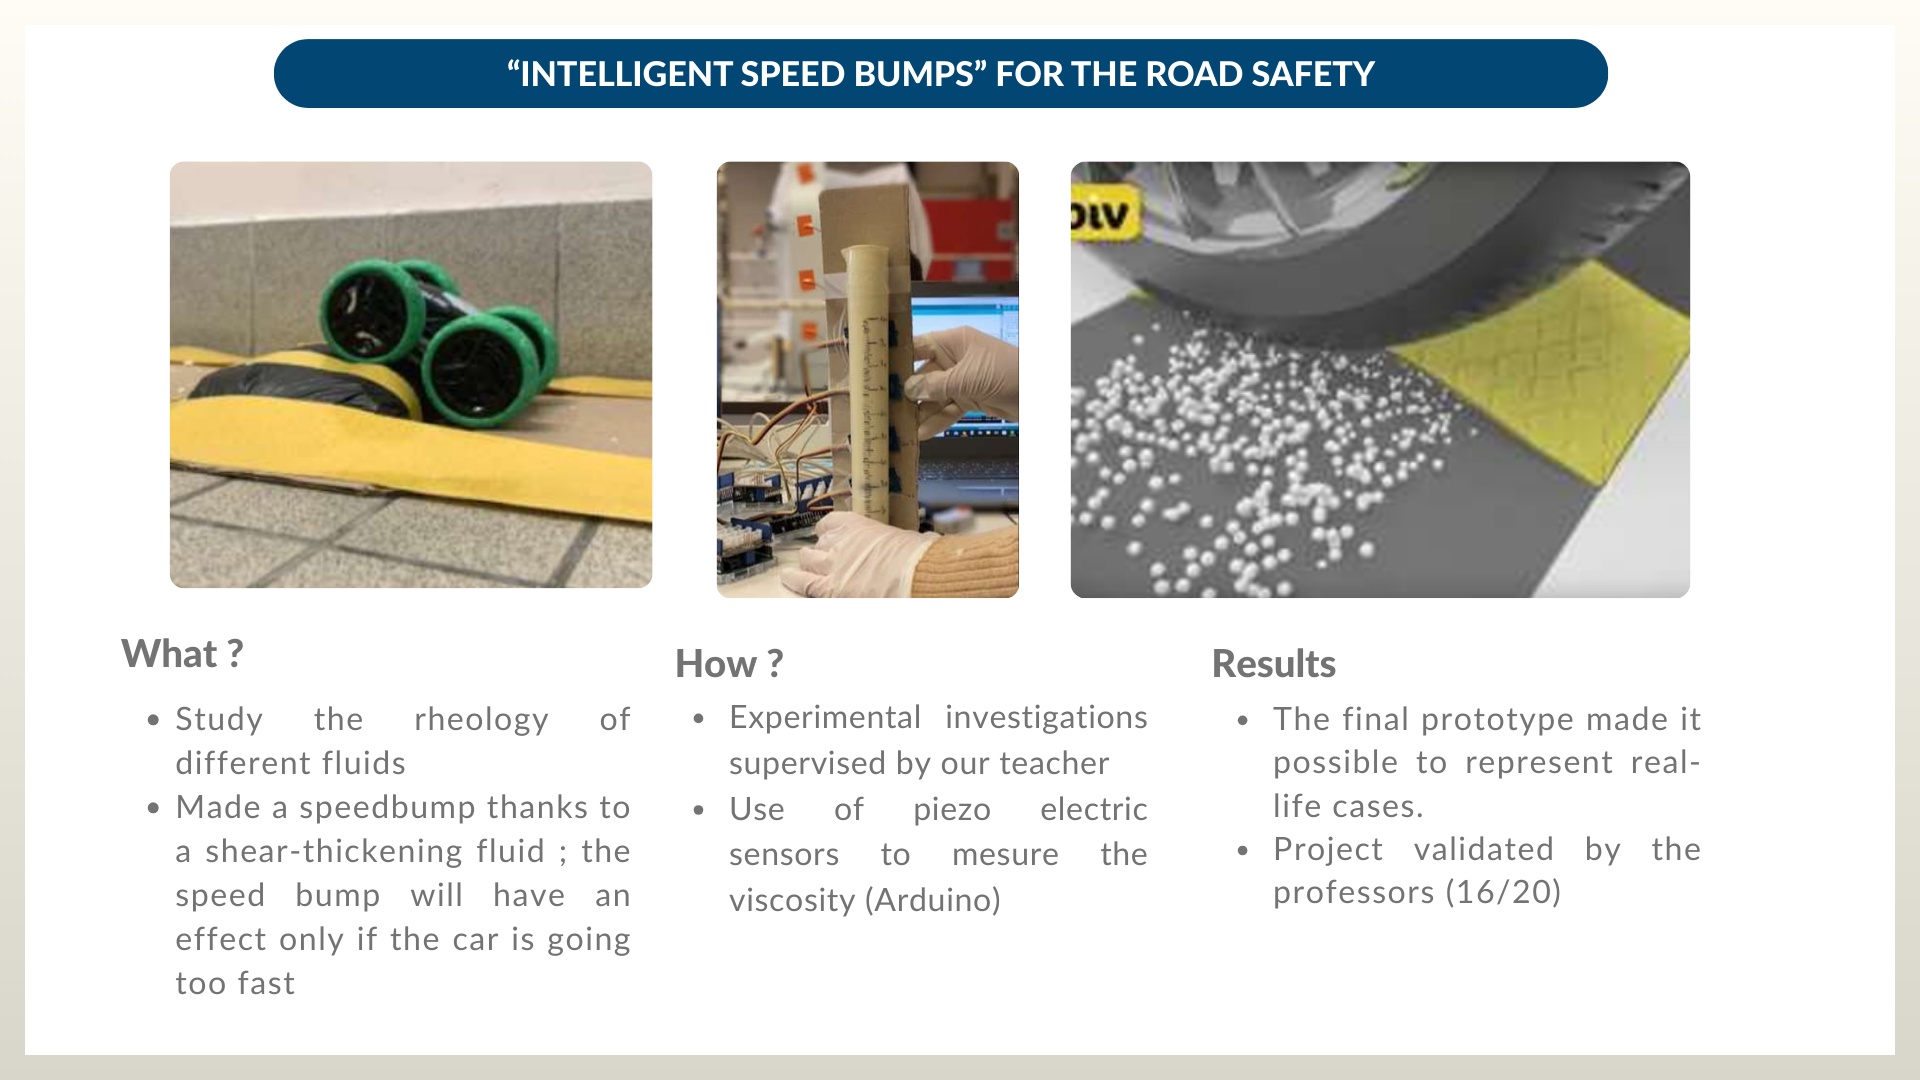 “INTELLIGENT SPEED BUMPS” FOR THE ROAD SAFETY
What ?
• Study the rheology of
different fluids
• Made a speedbump thanks to
a shear-thickening fluid ; the
speed bump will have an
effect only if the car is going
too fast
How ?
• Experimental investigations
supervised by our teacher
• Use of piezo electric
sensors to mesure the
viscosity (Arduino)
Results
• The final prototype made it
possible to represent real-
life cases.
• Project validated by the
professors (16/20)